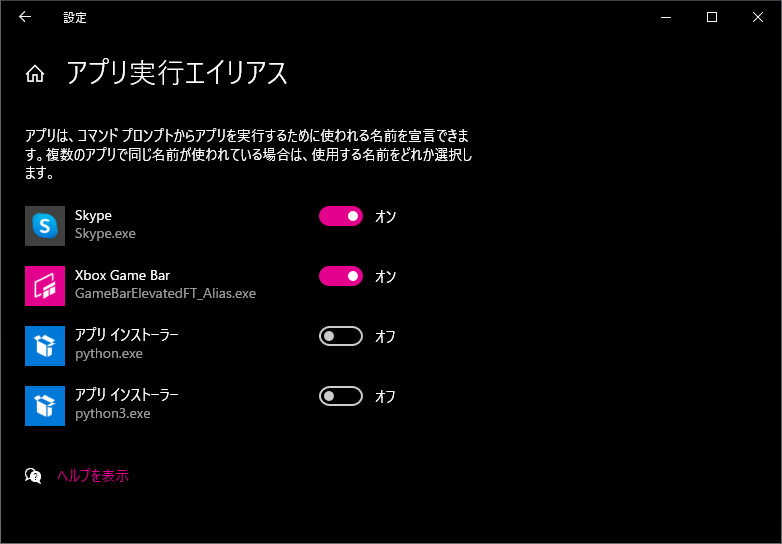 設定
アプリ実行エイリアス
アプリは、コマンド プロンプトからアプリを実行するために使われる名前を宣言できま
す。複数のアプリで同じ名前が使われている場合は、使用する名前をどれか選択し
ます。
Skype
Skype.exe
オン
Xbox Game Bar
GameBarElevatedFT_Alias.exe
オン
アプリ インストーラー
python.exe
オフ
アプリ インストーラー
python3.exe
オフ
ヘルプを表示